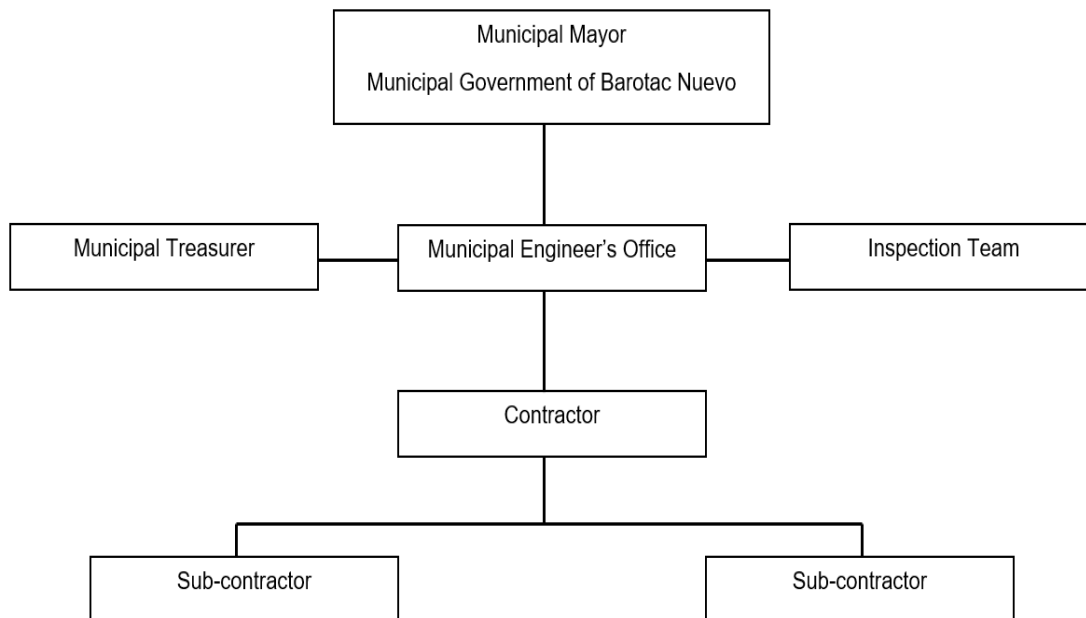 Municipal Mayor
Municipal Government of Barotac Nuevo
Municipal Treasurer
Municipal Engineer’s Office
Inspection Team
Contractor
Sub-contractor
Sub-contractor